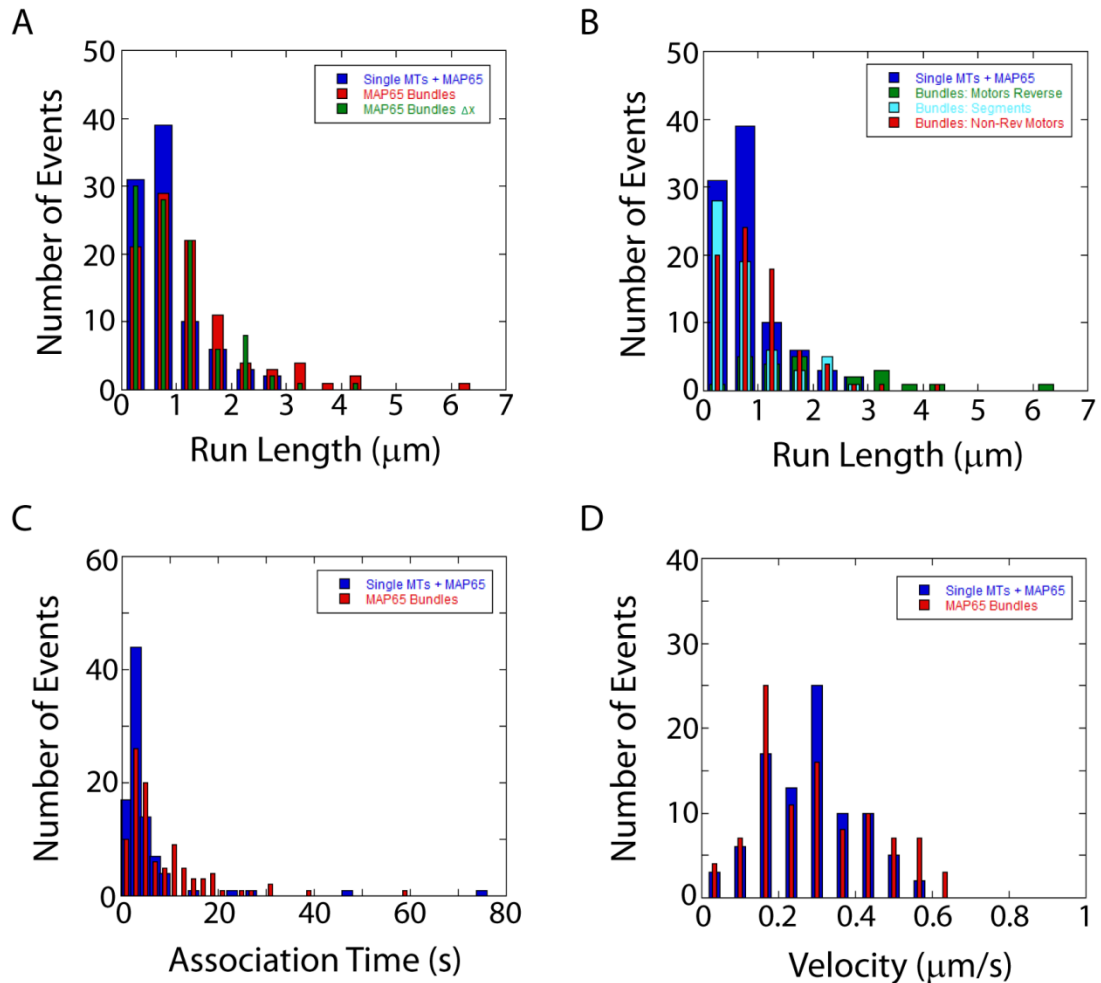 A
50
40
30
20
10
0
Number of Events
Single MTs + MAP65
MAP65 Bundles
MAP65 Bundles Δx
0 1 2 3 4 5 6 7
Run Length (μm)
B
50
40
30
20
10
0
Number of Events
Single MTs + MAP65
Bundles: Motors Reverse
Bundles: Segments
Bundles: Non-Rev Motors
0 1 2 3 4 5 6 7
Run Length (μm)
C
60
40
20
0
Number of Events
Single MTs + MAP65
MAP65 Bundles
0 20 40 60 80
Association Time (s)
D
40
30
20
10
0
Number of Events
Single MTs + MAP65
MAP65 Bundles
0 0.2 0.4 0.6 0.8 1
Velocity (μm/s)